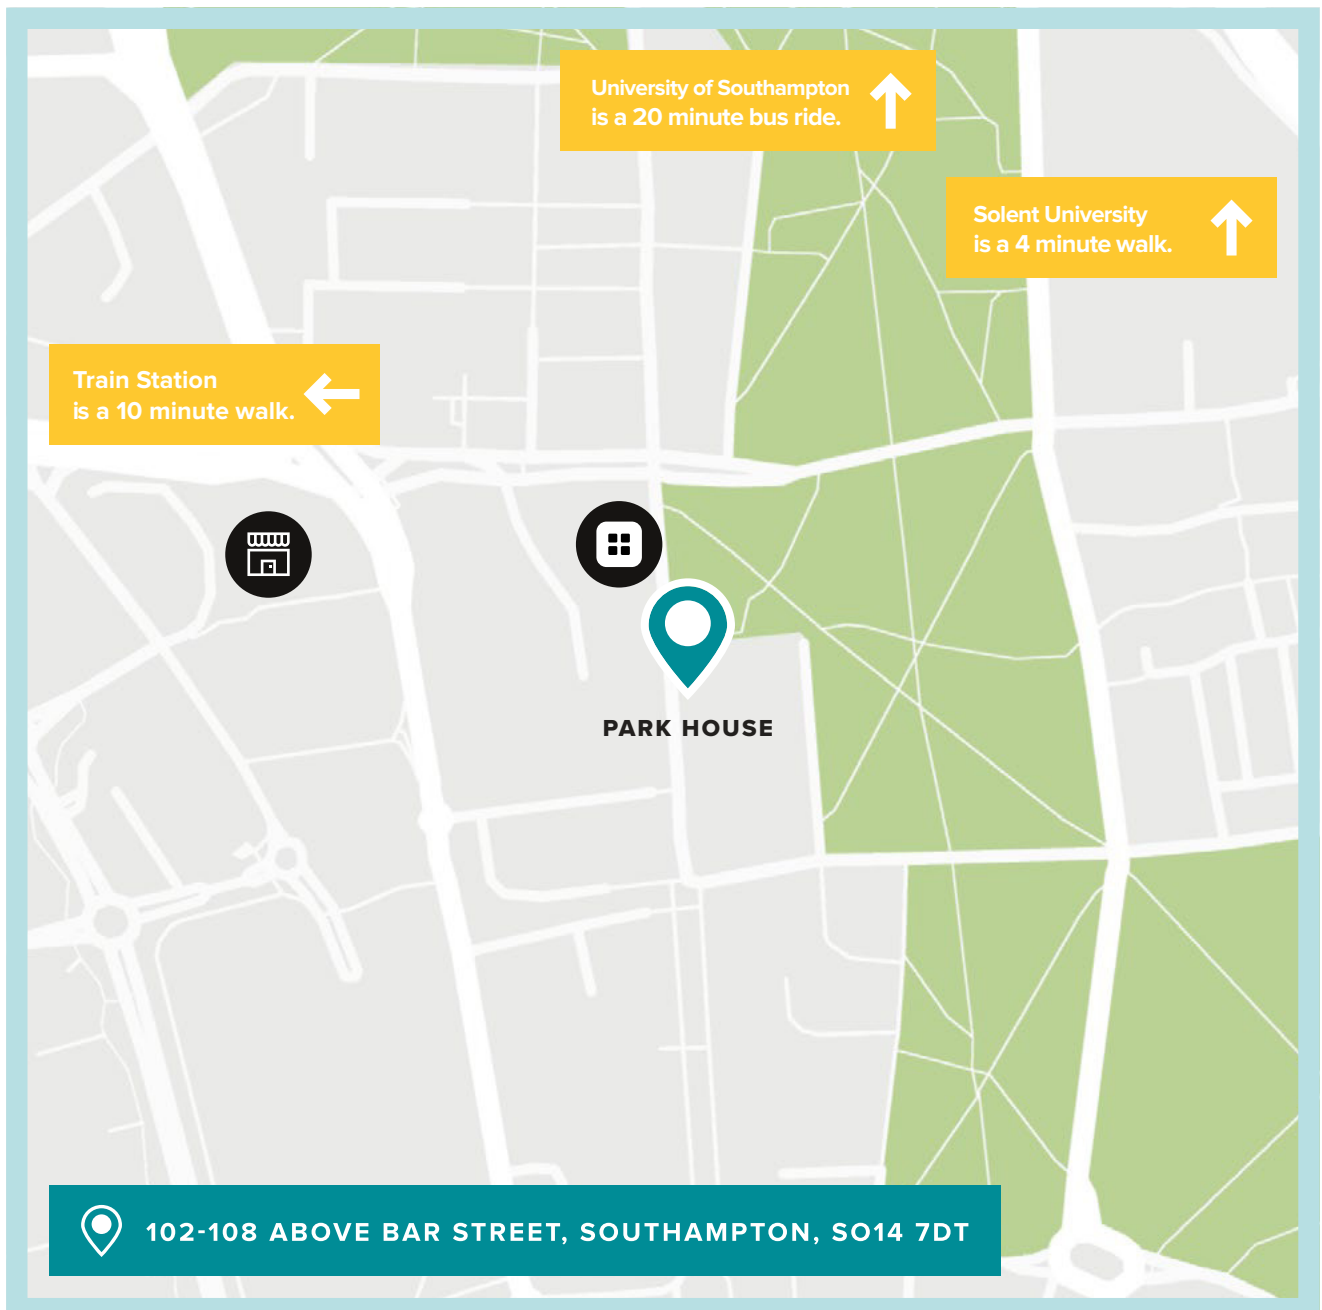 University of Southampton
is a 20 minute bus ride.
Solent University
is a 4 minute walk.
Train Station
is a 10 minute walk.
PARK HOUSE
102-108 ABOVE BAR STREET, SOUTHAMPTON, SO14 7DT